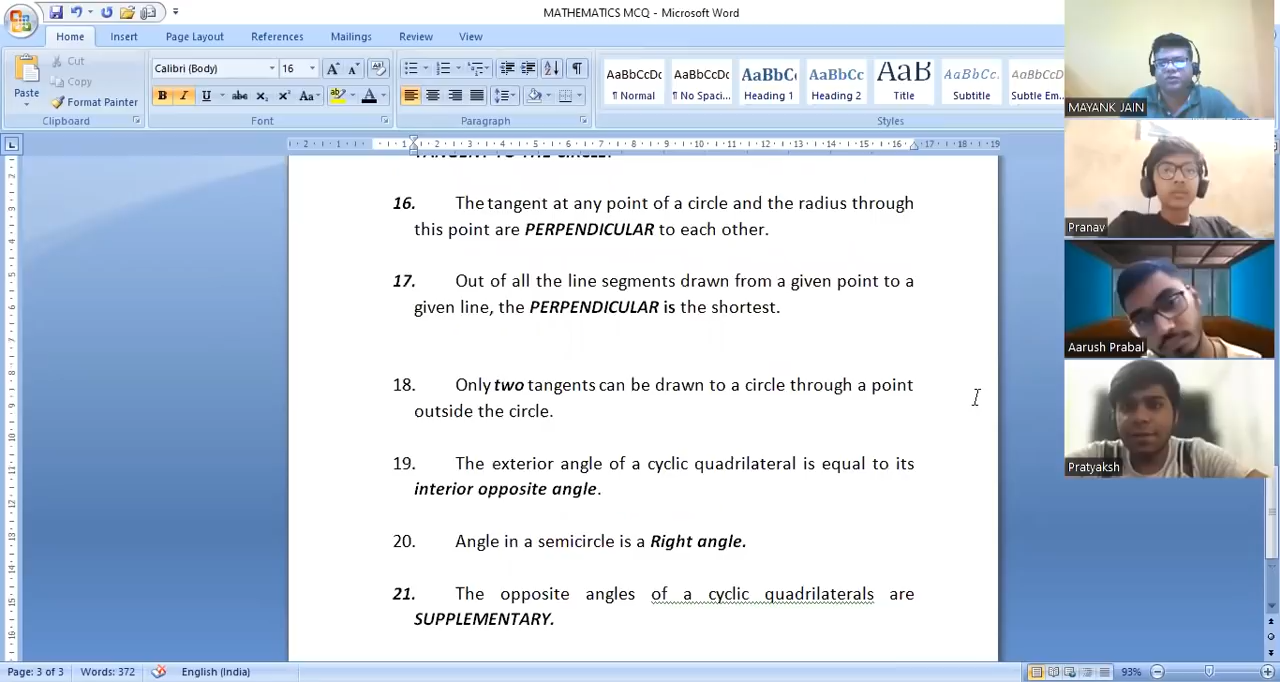 MATHEMATICS MCQ - Microsoft Word
Home Insert Page Layout References Mailings Review View
Paste
Cut
Copy
Format Painter
Clipboard
Calibri (Body) 16
Font
Paragraph
AaBbCcDc AaBbCcDc AaBbC AaBbCc AaB AaBbCc. AaBbCcDc
¶ Normal ¶ No Spaci... Heading 1 Heading 2 Title Subtitle Subtle Em...
Styles
TANGENT TO THE CIRCLE.
16. The tangent at any point of a circle and the radius through
this point are PERPENDICULAR to each other.
17. Out of all the line segments drawn from a given point to a
given line, the PERPENDICULAR is the shortest.
18. Only two tangents can be drawn to a circle through a point
outside the circle.
19. The exterior angle of a cyclic quadrilateral is equal to its
interior opposite angle.
20. Angle in a semicircle is a Right angle.
21. The opposite angles of a cyclic quadrilaterals are
SUPPLEMENTARY.
MAYANK JAIN
Pranav
Aarush Prabal
Pratyaksh
Page: 3 of 3 Words: 372 English (India) 93%